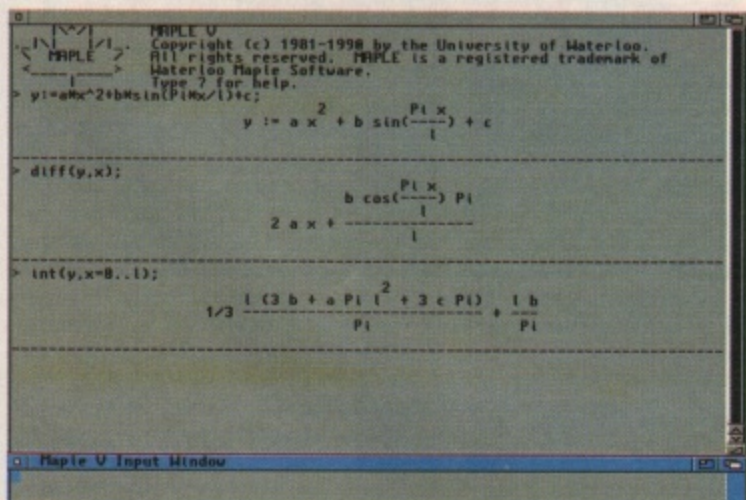 MAPLE V
Copyright (c) 1981-1990 by the University of Waterloo.
MAPLE
All rights reserved. MAPLE is a registered trademark of
Waterloo Maple Software.
Type ? for help.
> y:=a*x^2+b*sin(Pi*x/l)+c;
2 Pi x
y := a x + b sin(----) + c
l
> diff(y,x);
Pi x
b cos(----) Pi
l
2 a x + --------------
l
> int(y,x=0..l);
2
l (3 b + a Pi l + 3 c Pi) l b
1/3 ------------------------- + ---
Pi Pi
Maple V Input Window